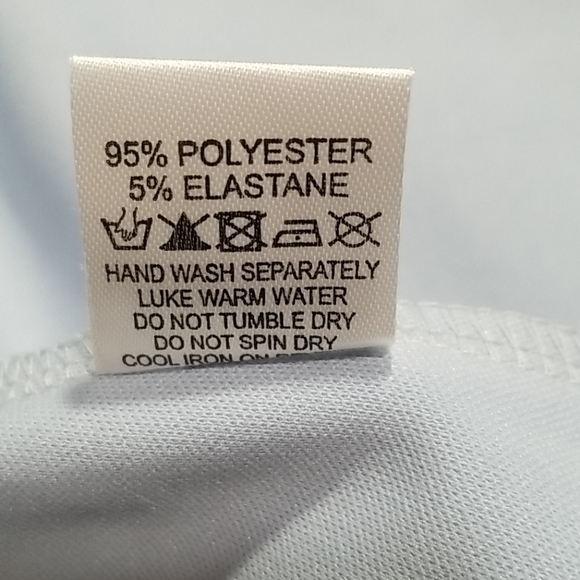 95% POLYESTER
5% ELASTANE
HAND WASH SEPARATELY
LUKE WARM WATER
DO NOT TUMBLE DRY
DO NOT SPIN DRY
COOL IRON ON